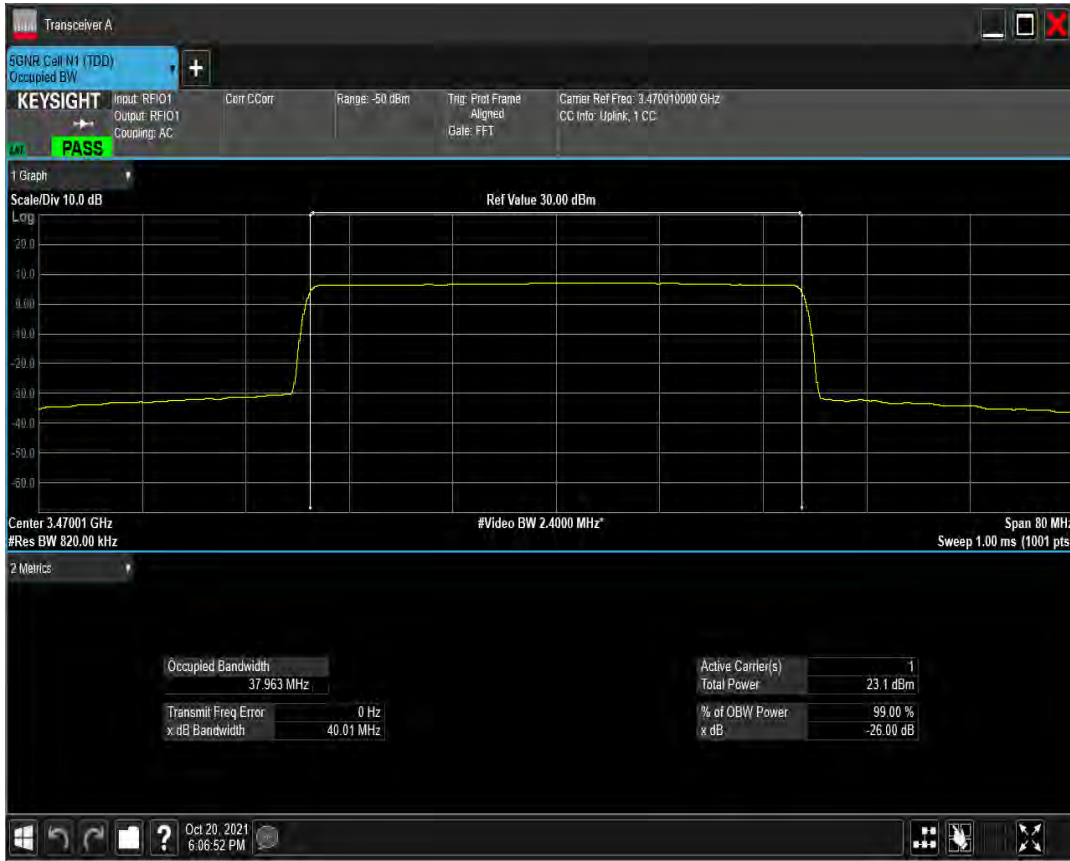 Transceiver A
5GNR Cell N1 (TDD)
Occupied BW
+
KEYSIGHT
Input: RFIO1
Output: RFIO1
Coupling: AC
Corr CCorr
Range: -50 dBm
Trig: Prot Frame
Aligned
Gate: FFT
Carrier Ref Freq: 3.470010000 GHz
CC Info: Uplink, 1 CC
PASS
1 Graph
Scale/Div 10.0 dB
Ref Value 30.00 dBm
Log
20.0
10.0
0.00
-10.0
-20.0
-30.0
-40.0
-50.0
-60.0
Center 3.47001 GHz
#Video BW 2.4000 MHz*
Span 80 MHz
#Res BW 820.00 kHz
Sweep 1.00 ms (1001 pts
2 Metrics
Occupied Bandwidth
37.963 MHz
Transmit Freq Error 0 Hz
x dB Bandwidth 40.01 MHz
Active Carrier(s) 1
Total Power 23.1 dBm
% of OBW Power 99.00 %
x dB -26.00 dB
?
Oct 20, 2021
6:06:52 PM